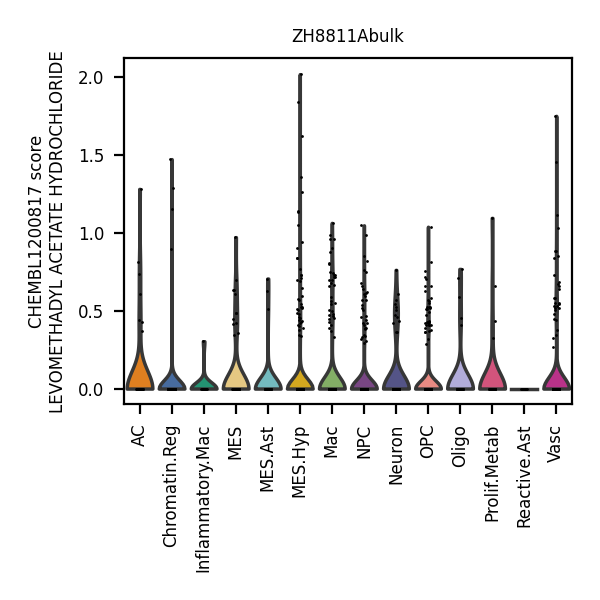 ZH8811Abulk
CHEMBL1200817 score
LEVOMETHADYL ACETATE HYDROCHLORIDE
2.0
1.5
1.0
0.5
0.0
AC
Chromatin.Reg
Inflammatory.Mac
MES
MES.Ast
MES.Hyp
Mac
NPC
Neuron
OPC
Oligo
Prolif.Metab
Reactive.Ast
Vasc